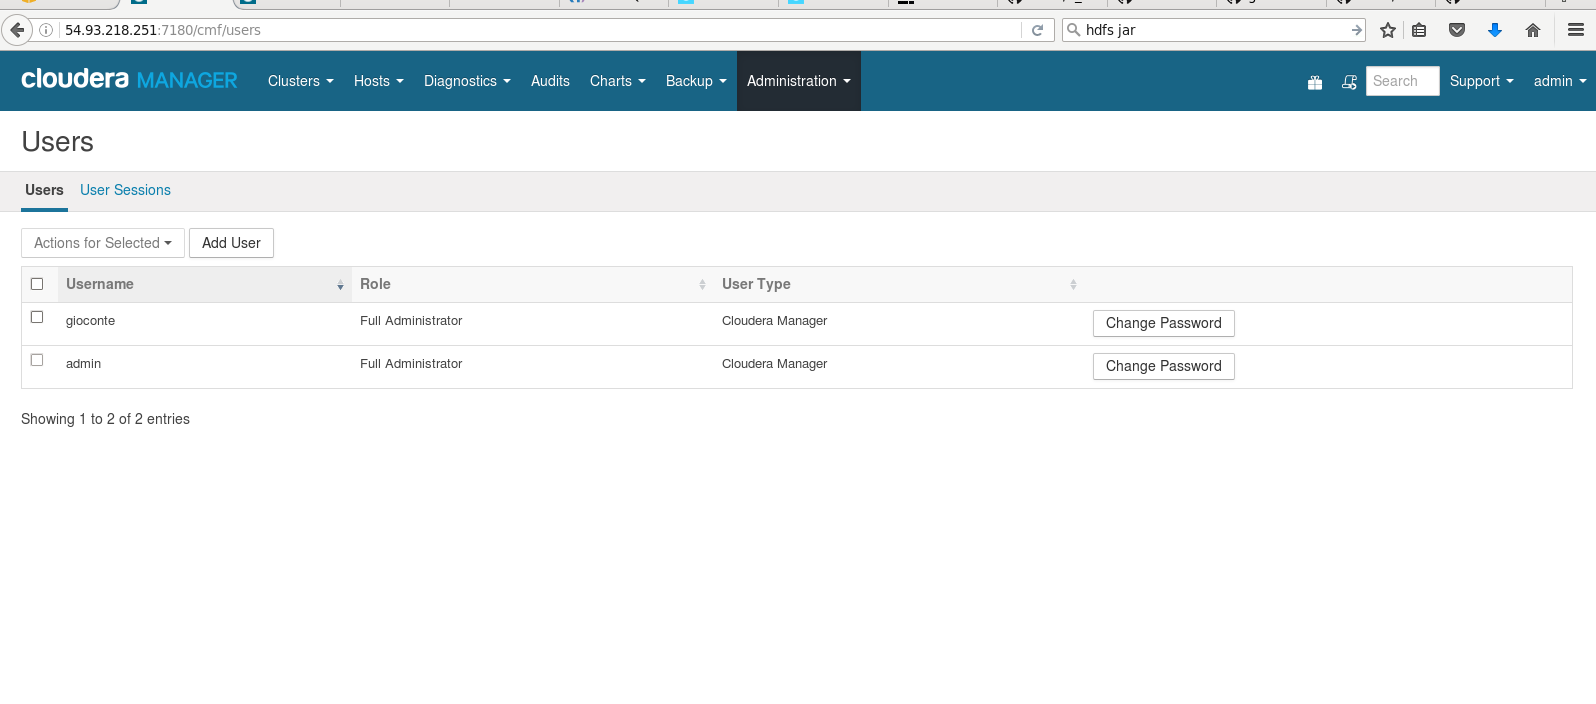 54.93.218.251:7180/cmf/users
hdfs jar
cloudera MANAGER
Clusters Hosts Diagnostics Audits Charts Backup Administration
Search Support admin
Users
Users User Sessions
Actions for Selected Add User
Username Role User Type
gioconte Full Administrator Cloudera Manager Change Password
admin Full Administrator Cloudera Manager Change Password
Showing 1 to 2 of 2 entries